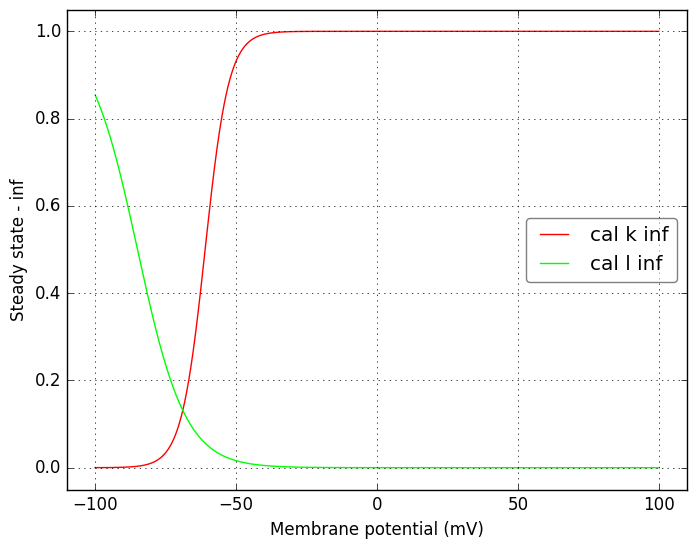 1.0
0.8
0.6
0.4
0.2
0.0
Steady state - inf
cal k inf
cal l inf
−100
−50
0
50
100
Membrane potential (mV)